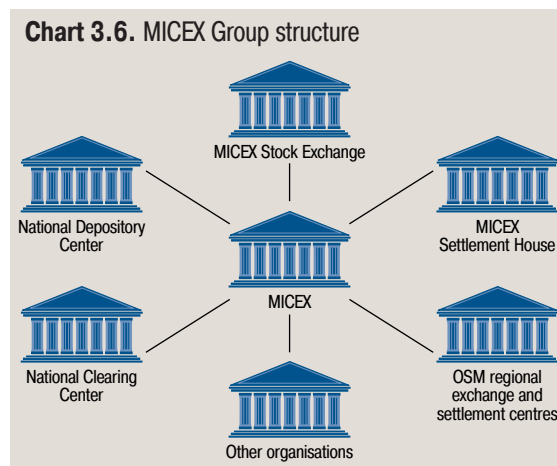 Chart 3.6. MICEX Group structure
MICEX Stock Exchange
National Depository
Center
MICEX
Settlement House
MICEX
National Clearing
Center
OSM regional
exchange and
settlement centres
Other organisations